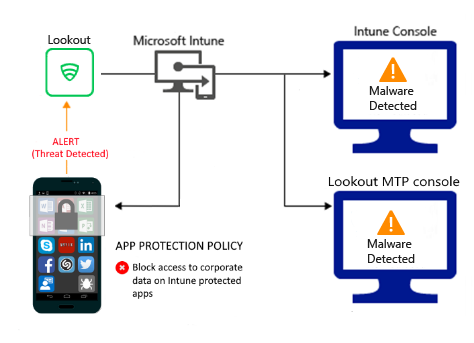 Lookout
Microsoft Intune
Intune Console
Malware
Detected
ALERT
(Threat Detected)
Lookout MTP console
Malware
Detected
APP PROTECTION POLICY
Block access to corporate
data on Intune protected
apps